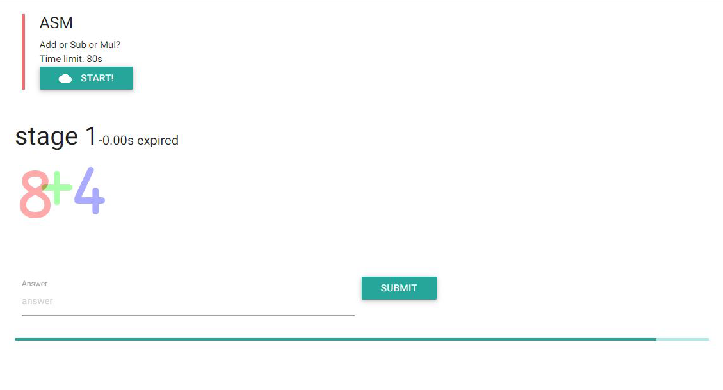 ASM
Add or Sub or Mul?
Time limit: 80s
START!
stage 1-0.00s expired
8+4
Answer
answer
SUBMIT